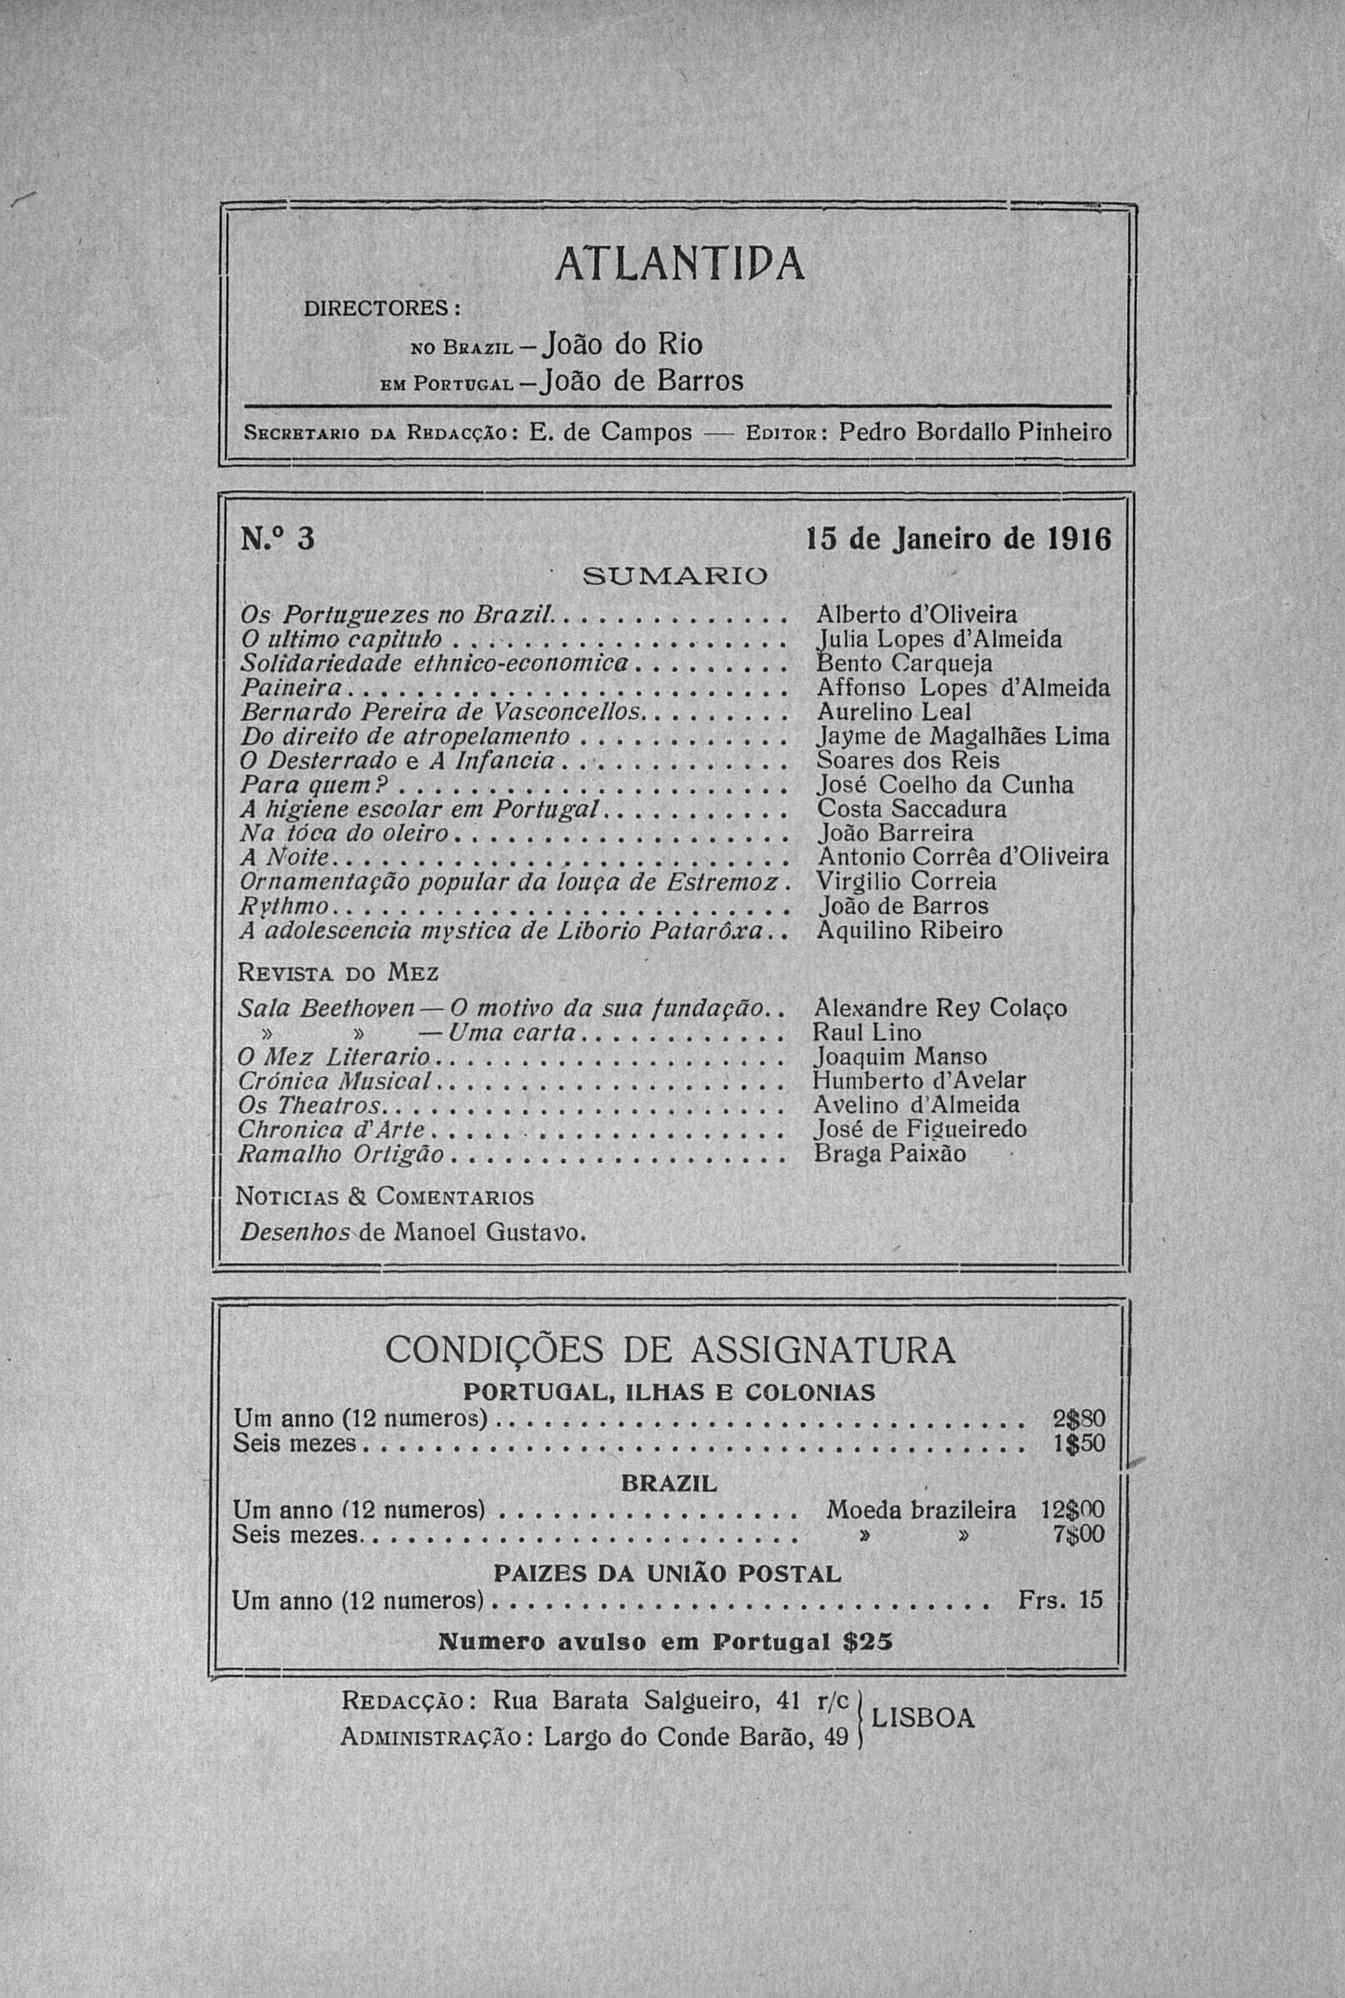 ATLANTIDA
DIRECTORES:
NO BRAZIL — João do Rio
EM PORTUGAL — João de Barros
SECRETARIO DA REDACÇÃO: E. de Campos — EDITOR: Pedro Bordallo Pinheiro
N.º 3 15 de Janeiro de 1916
SUMARIO
Os Portuguezes no Brazil. . . . . . . . . . . . . . Alberto d'Oliveira
O ultimo capitulo . . . . . . . . . . . . . . . . . . . Julia Lopes d'Almeida
Solidariedade ethnico-economica . . . . . . . . . Bento Carqueja
Paineira . . . . . . . . . . . . . . . . . . . . . . . . . Affonso Lopes d'Almeida
Bernardo Pereira de Vasconcellos. . . . . . . . . Aurelino Leal
Do direito de atropelamento . . . . . . . . . . . . Jayme de Magalhães Lima
O Desterrado e A Infancia . . . . . . . . . . . . . Soares dos Reis
Para quem? . . . . . . . . . . . . . . . . . . . . . . José Coelho da Cunha
A higiene escolar em Portugal . . . . . . . . . . . Costa Saccadura
Na tóca do oleiro . . . . . . . . . . . . . . . . . . . João Barreira
A Noite . . . . . . . . . . . . . . . . . . . . . . . . . . Antonio Corrêa d'Oliveira
Ornamentação popular da louça de Estremoz . Virgilio Correia
Rythmo . . . . . . . . . . . . . . . . . . . . . . . . . . João de Barros
A adolescencia mystica de Liborio Patarôxa . . Aquilino Ribeiro
REVISTA DO MEZ
Sala Beethoven — O motivo da sua fundação. . Alexandre Rey Colaço
» » — Uma carta . . . . . . . . . . . . Raul Lino
O Mez Literario . . . . . . . . . . . . . . . . . . . . Joaquim Manso
Crónica Musical . . . . . . . . . . . . . . . . . . . . Humberto d'Avelar
Os Theatros . . . . . . . . . . . . . . . . . . . . . . . Avelino d'Almeida
Chronica d'Arte . . . . . . . . . . . . . . . . . . . . José de Figueiredo
Ramalho Ortigão . . . . . . . . . . . . . . . . . . . Braga Paixão
NOTICIAS & COMENTARIOS
Desenhos de Manoel Gustavo.
CONDIÇÕES DE ASSIGNATURA
PORTUGAL, ILHAS E COLONIAS
Um anno (12 numeros) . . . . . . . . . . . . . . . . . . . . . . . . . . . . . 2$80
Seis mezes . . . . . . . . . . . . . . . . . . . . . . . . . . . . . . . . . . . . . 1$50
BRAZIL
Um anno (12 numeros) . . . . . . . . . . . . . . . . . Moeda brazileira 12$00
Seis mezes . . . . . . . . . . . . . . . . . . . . . . . . . » » 7$00
PAIZES DA UNIÃO POSTAL
Um anno (12 numeros) . . . . . . . . . . . . . . . . . . . . . . . . . . . . Frs. 15
Numero avulso em Portugal $25
REDACÇÃO: Rua Barata Salgueiro, 41 r/c
LISBOA
ADMINISTRAÇÃO: Largo do Conde Barão, 49